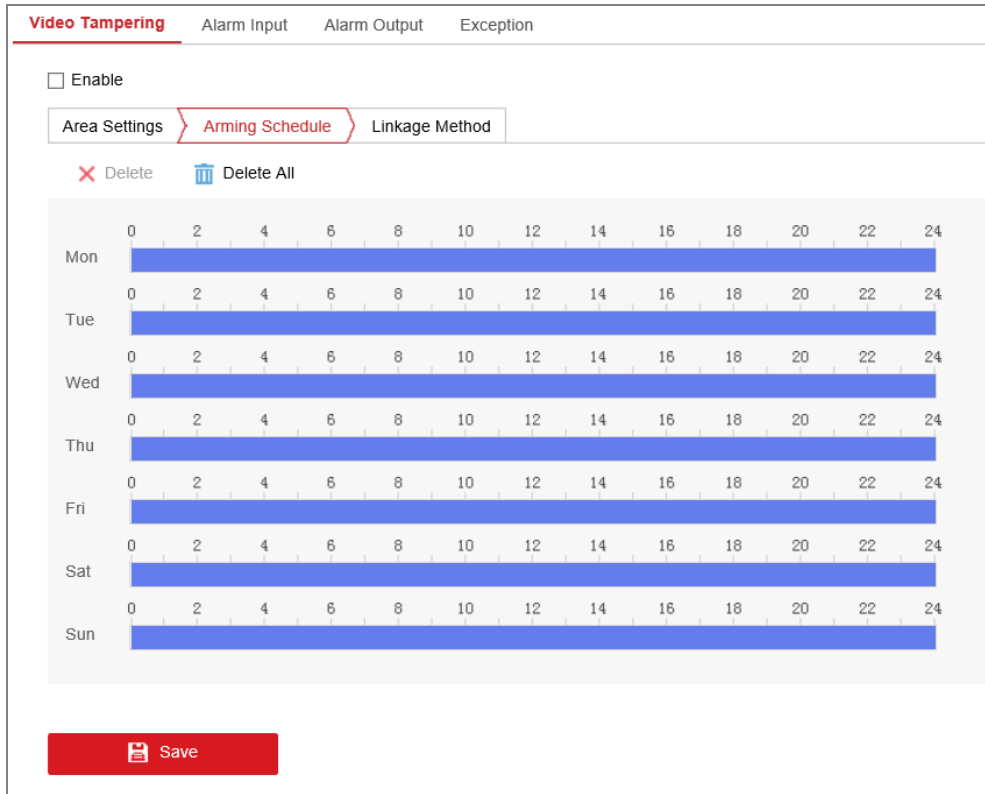 Video Tampering Alarm Input Alarm Output Exception
Enable
Area Settings Arming Schedule Linkage Method
Delete Delete All
0 2 4 6 8 10 12 14 16 18 20 22 24
Mon
0 2 4 6 8 10 12 14 16 18 20 22 24
Tue
0 2 4 6 8 10 12 14 16 18 20 22 24
Wed
0 2 4 6 8 10 12 14 16 18 20 22 24
Thu
0 2 4 6 8 10 12 14 16 18 20 22 24
Fri
0 2 4 6 8 10 12 14 16 18 20 22 24
Sat
0 2 4 6 8 10 12 14 16 18 20 22 24
Sun
Save